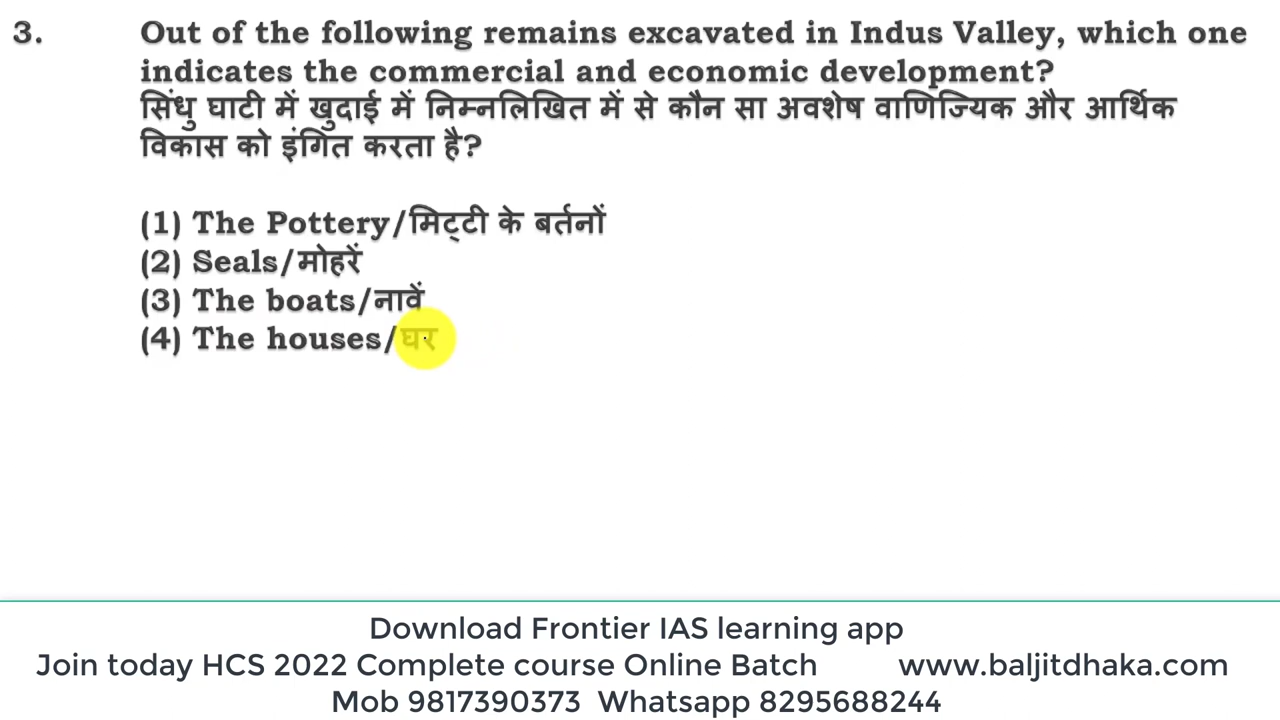 3. Out of the following remains excavated in Indus Valley, which one
indicates the commercial and economic development?
सिंधु घाटी में खुदाई में निम्नलिखित में से कौन सा अवशेष वाणिज्यिक और आर्थिक
विकास को इंगित करता है?
(1) The Pottery/मिट्टी के बर्तनों
(2) Seals/मोहरें
(3) The boats/नावें
(4) The houses/घर
Download Frontier IAS learning app
Join today HCS 2022 Complete course Online Batch www.baljitdhaka.com
Mob 9817390373 Whatsapp 8295688244